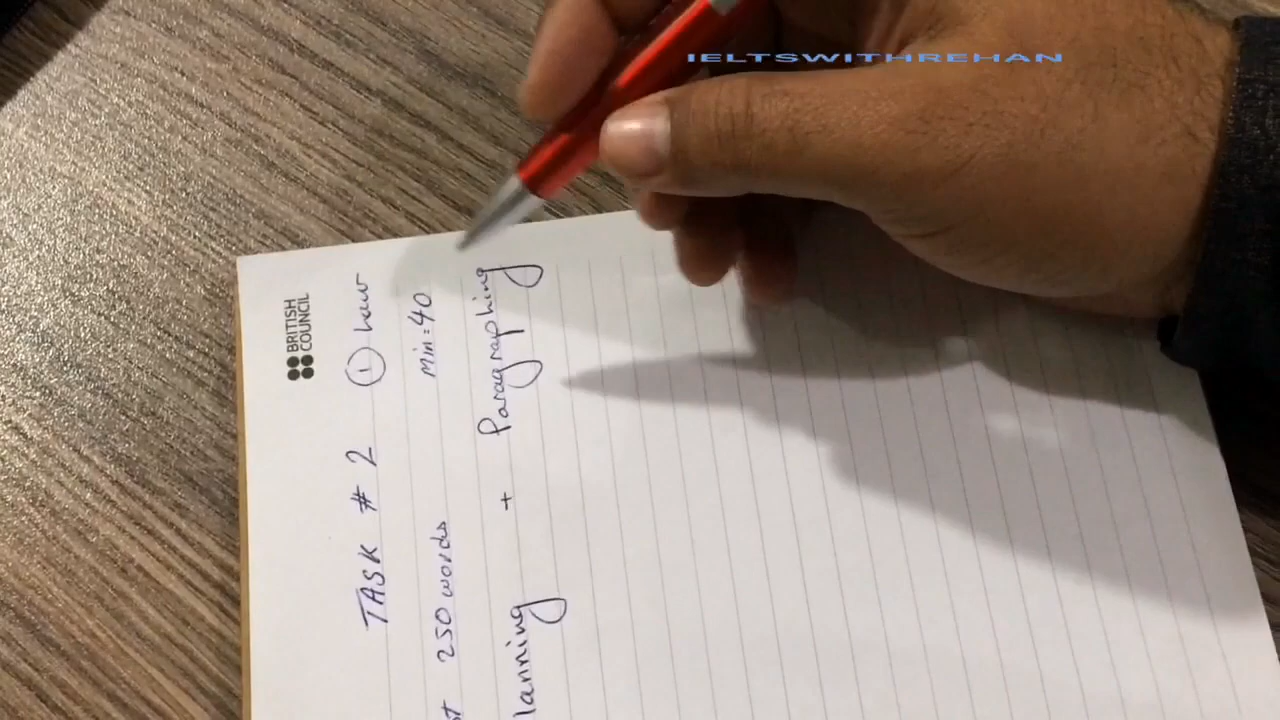 IELTSWITHREHAN
BRITISH
COUNCIL
TASK # 2 ① hour
250 words Min=40
lanning + Paragraphing